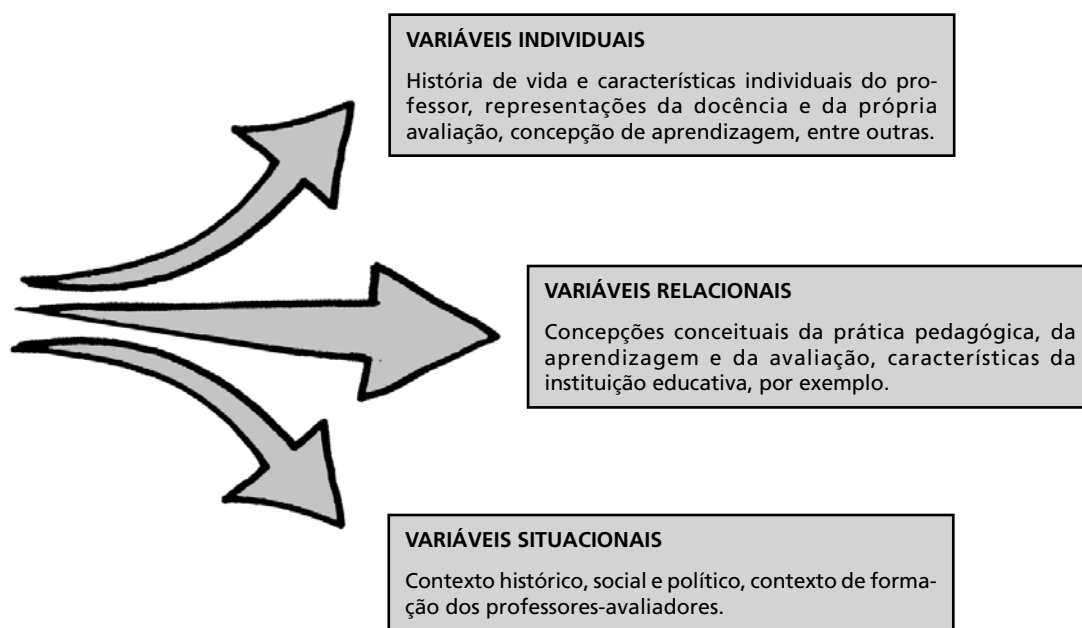 VARIÁVEIS INDIVIDUAIS
História de vida e características individuais do pro-
fessor, representações da docência e da própria
avaliação, concepção de aprendizagem, entre outras.
VARIÁVEIS RELACIONAIS
Concepções conceituais da prática pedagógica, da
aprendizagem e da avaliação, características da
instituição educativa, por exemplo.
VARIÁVEIS SITUACIONAIS
Contexto histórico, social e político, contexto de forma-
ção dos professores-avaliadores.